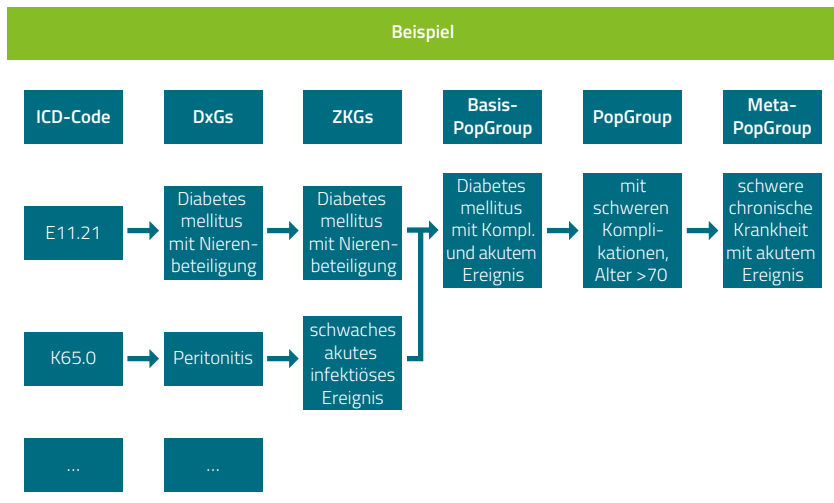 Beispiel
ICD-Code
DxGs
ZKGs
Basis-
PopGroup
PopGroup
Meta-
PopGroup
E11.21
Diabetes
mellitus
mit Nieren-
beteiligung
Diabetes
mellitus
mit Nieren-
beteiligung
Diabetes
mellitus
mit Kompl.
und akutem
Ereignis
mit
schweren
Kompli-
kationen,
Alter >70
schwere
chronische
Krankheit
mit akutem
Ereignis
K65.0
Peritonitis
schwaches
akutes
infektiöses
Ereignis
...
...